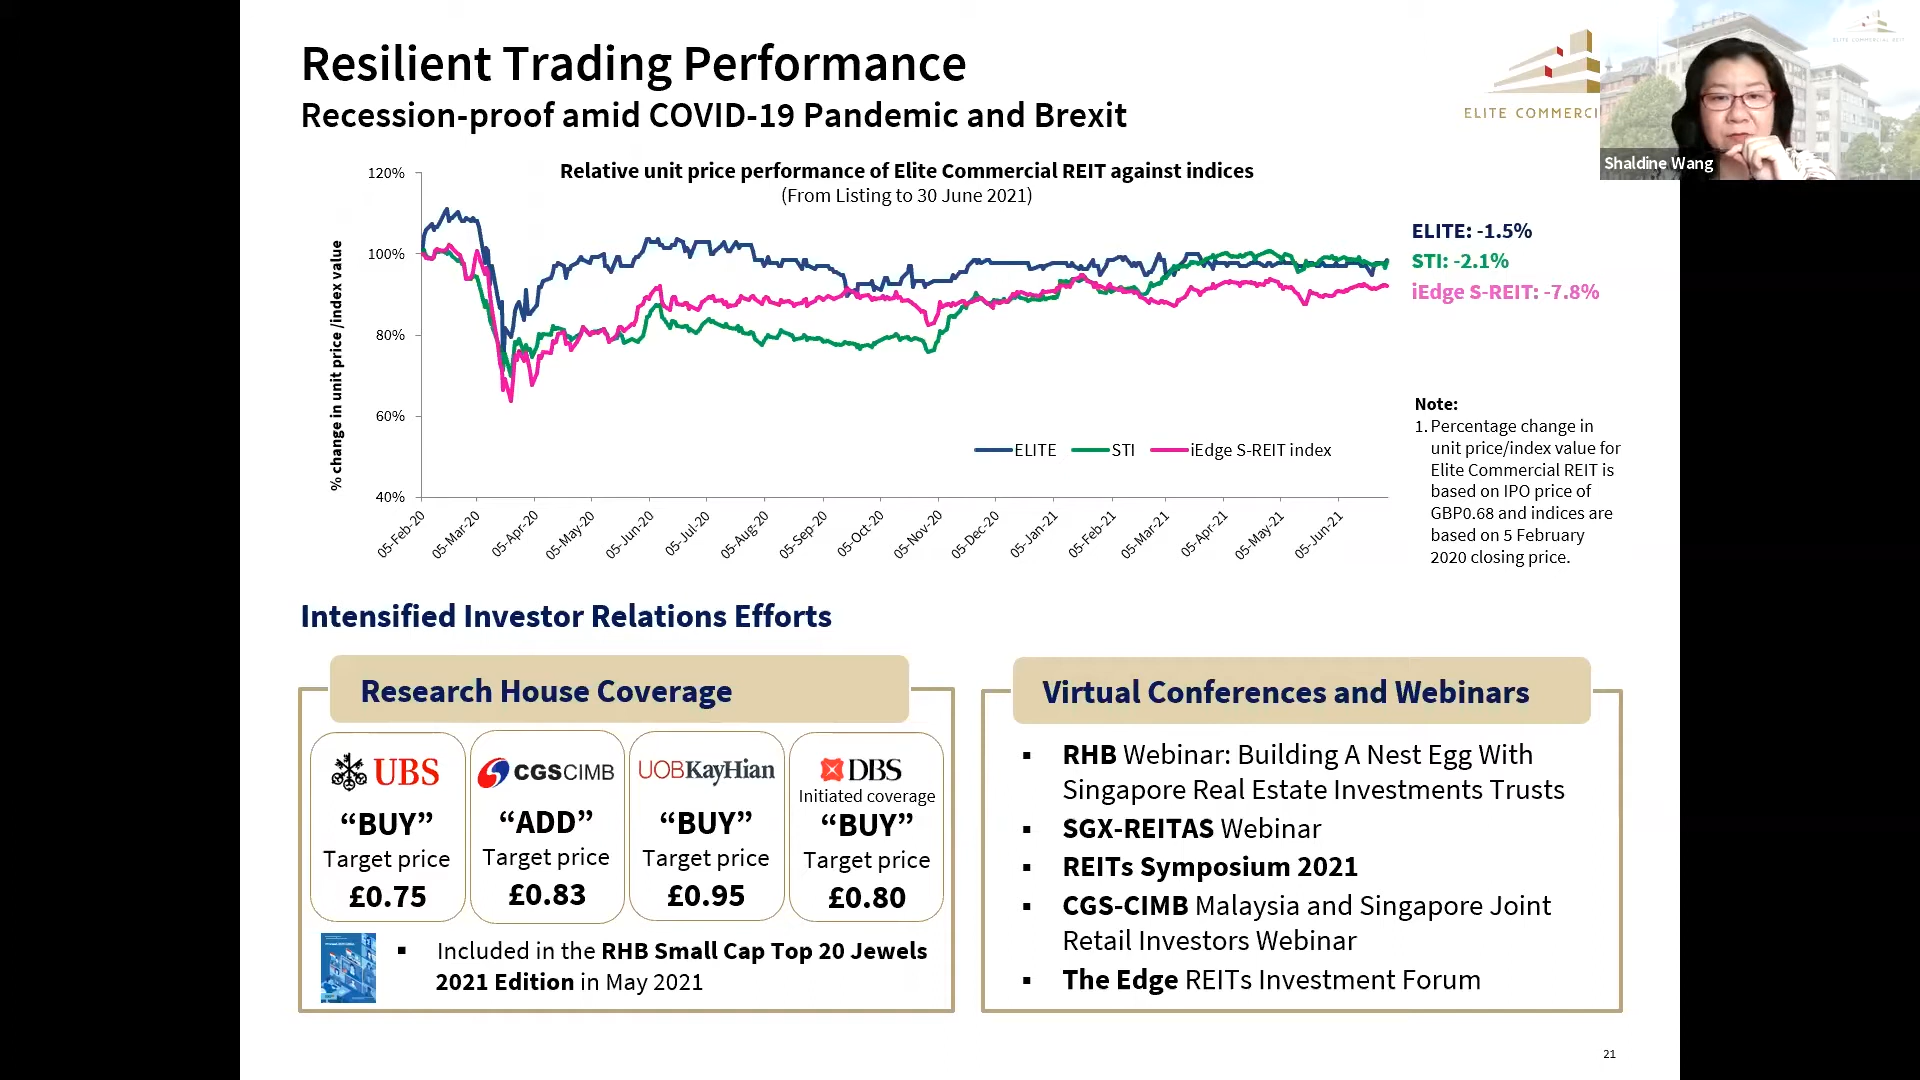 Resilient Trading Performance
Recession-proof amid COVID-19 Pandemic and Brexit
ELITE COMMERCI
Shaldine Wang
Relative unit price performance of Elite Commercial REIT against indices
(From Listing to 30 June 2021)
% change in unit price /index value
120%
100%
80%
60%
40%
ELITE
STI
iEdge S-REIT index
05-Feb-20
05-Mar-20
05-Apr-20
05-May-20
05-Jun-20
05-Jul-20
05-Aug-20
05-Sep-20
05-Oct-20
05-Nov-20
05-Dec-20
05-Jan-21
05-Feb-21
05-Mar-21
05-Apr-21
05-May-21
05-Jun-21
ELITE: -1.5%
STI: -2.1%
iEdge S-REIT: -7.8%
Note:
1. Percentage change in
unit price/index value for
Elite Commercial REIT is
based on IPO price of
GBP0.68 and indices are
based on 5 February
2020 closing price.
Intensified Investor Relations Efforts
Research House Coverage
UBS
“BUY”
Target price
£0.75
CGSCIMB
“ADD”
Target price
£0.83
UOBKayHian
“BUY”
Target price
£0.95
DBS
Initiated coverage
“BUY”
Target price
£0.80
▪ Included in the RHB Small Cap Top 20 Jewels
2021 Edition in May 2021
Virtual Conferences and Webinars
▪ RHB Webinar: Building A Nest Egg With
Singapore Real Estate Investments Trusts
▪ SGX-REITAS Webinar
▪ REITs Symposium 2021
▪ CGS-CIMB Malaysia and Singapore Joint
Retail Investors Webinar
▪ The Edge REITs Investment Forum
21